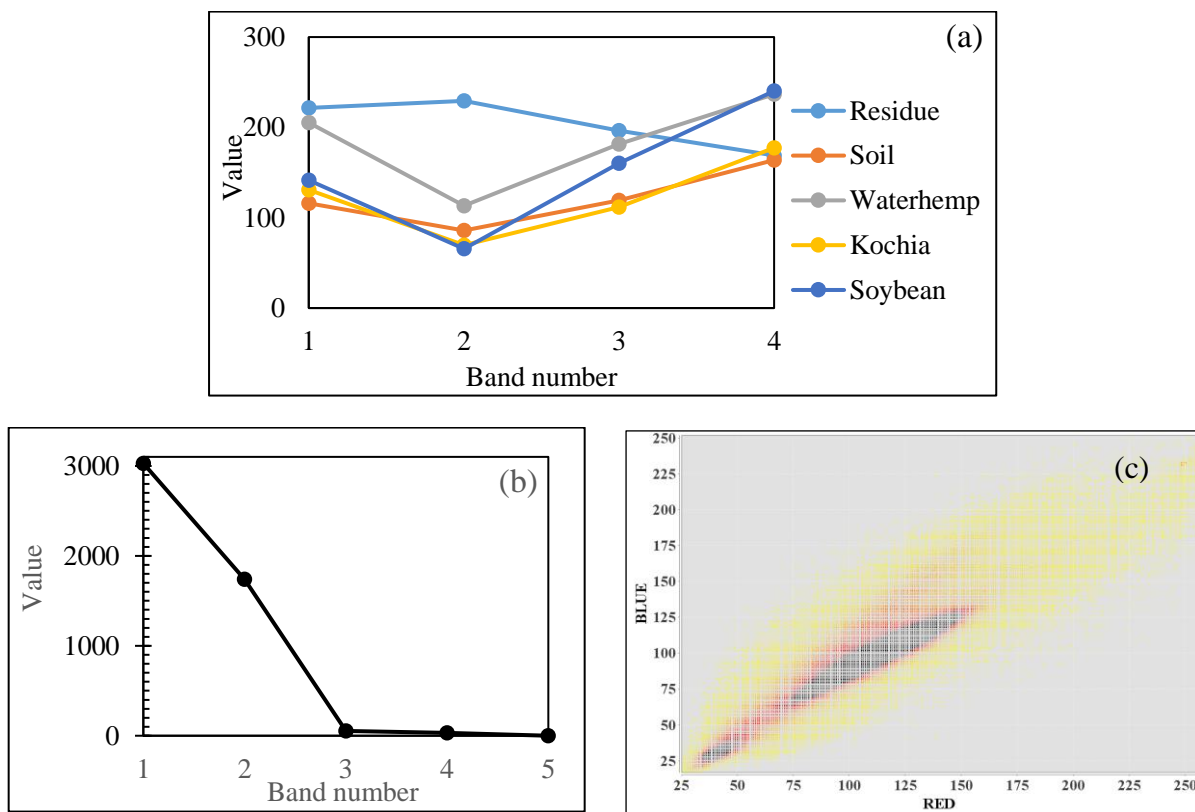 (a)
300
200
100
0
Value
1 2 3 4
Band number
Residue
Soil
Waterhemp
Kochia
Soybean
(b)
3000
2000
1000
0
Value
1 2 3 4 5
Band number
(c)
250
225
200
175
150
125
100
75
50
25
BLUE
25 50 75 100 125 150 175 200 225 250
RED